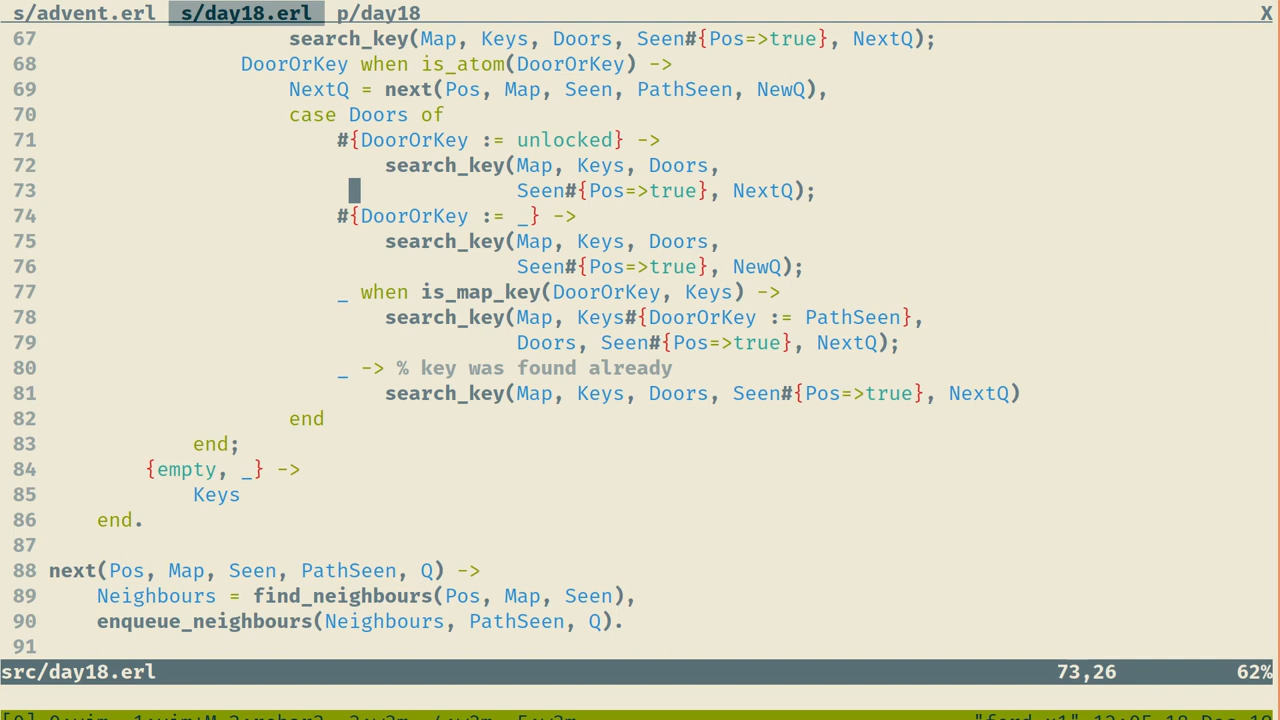 s/advent.erl s/day18.erl p/day18 X
67 search_key(Map, Keys, Doors, Seen#{Pos=>true}, NextQ);
68 DoorOrKey when is_atom(DoorOrKey) ->
69 NextQ = next(Pos, Map, Seen, PathSeen, NewQ),
70 case Doors of
71 #{DoorOrKey := unlocked} ->
72 search_key(Map, Keys, Doors,
73 Seen#{Pos=>true}, NextQ);
74 #{DoorOrKey := _} ->
75 search_key(Map, Keys, Doors,
76 Seen#{Pos=>true}, NewQ);
77 _ when is_map_key(DoorOrKey, Keys) ->
78 search_key(Map, Keys#{DoorOrKey := PathSeen},
79 Doors, Seen#{Pos=>true}, NextQ);
80 _ -> % key was found already
81 search_key(Map, Keys, Doors, Seen#{Pos=>true}, NextQ)
82 end
83 end;
84 {empty, _} ->
85 Keys
86 end.
87
88 next(Pos, Map, Seen, PathSeen, Q) ->
89 Neighbours = find_neighbours(Pos, Map, Seen),
90 enqueue_neighbours(Neighbours, PathSeen, Q).
91
src/day18.erl 73,26 62%